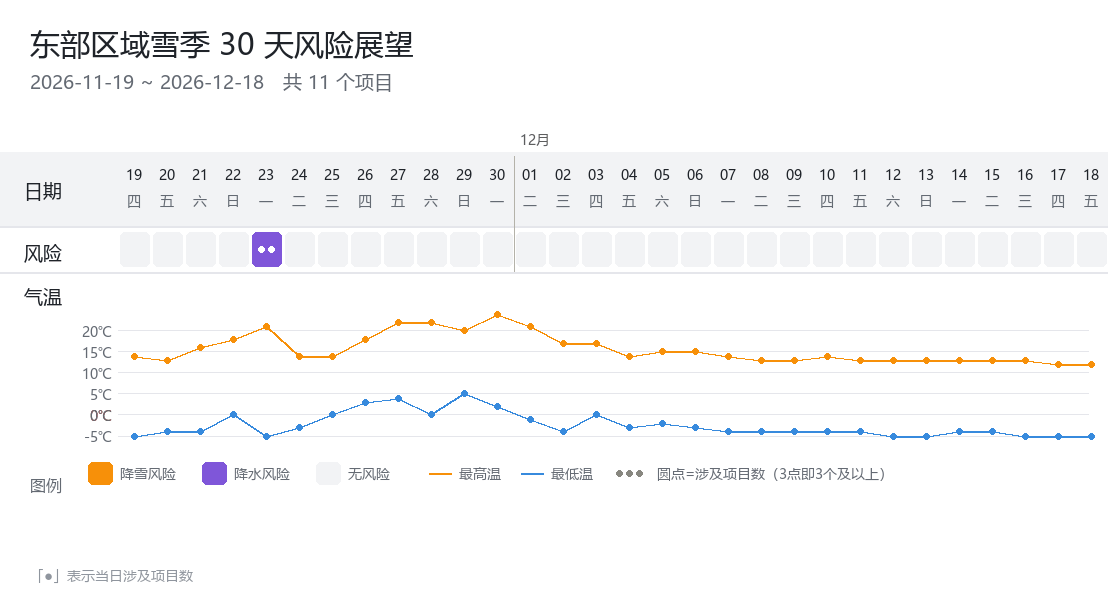 东部区域雪季 30 天风险展望
2026-11-19 ~ 2026-12-18 共 11 个项目
12月
日期
19 20 21 22 23 24 25 26 27 28 29 30 01 02 03 04 05 06 07 08 09 10 11 12 13 14 15 16 17 18
四 五 六 日 一 二 三 四 五 六 日 一 二 三 四 五 六 日 一 二 三 四 五 六 日 一 二 三 四 五
风险
气温
20℃
15℃
10℃
5℃
0℃
-5℃
图例 降雪风险 降水风险 无风险 最高温 最低温 圆点=涉及项目数（3点即3个及以上）
「●」表示当日涉及项目数